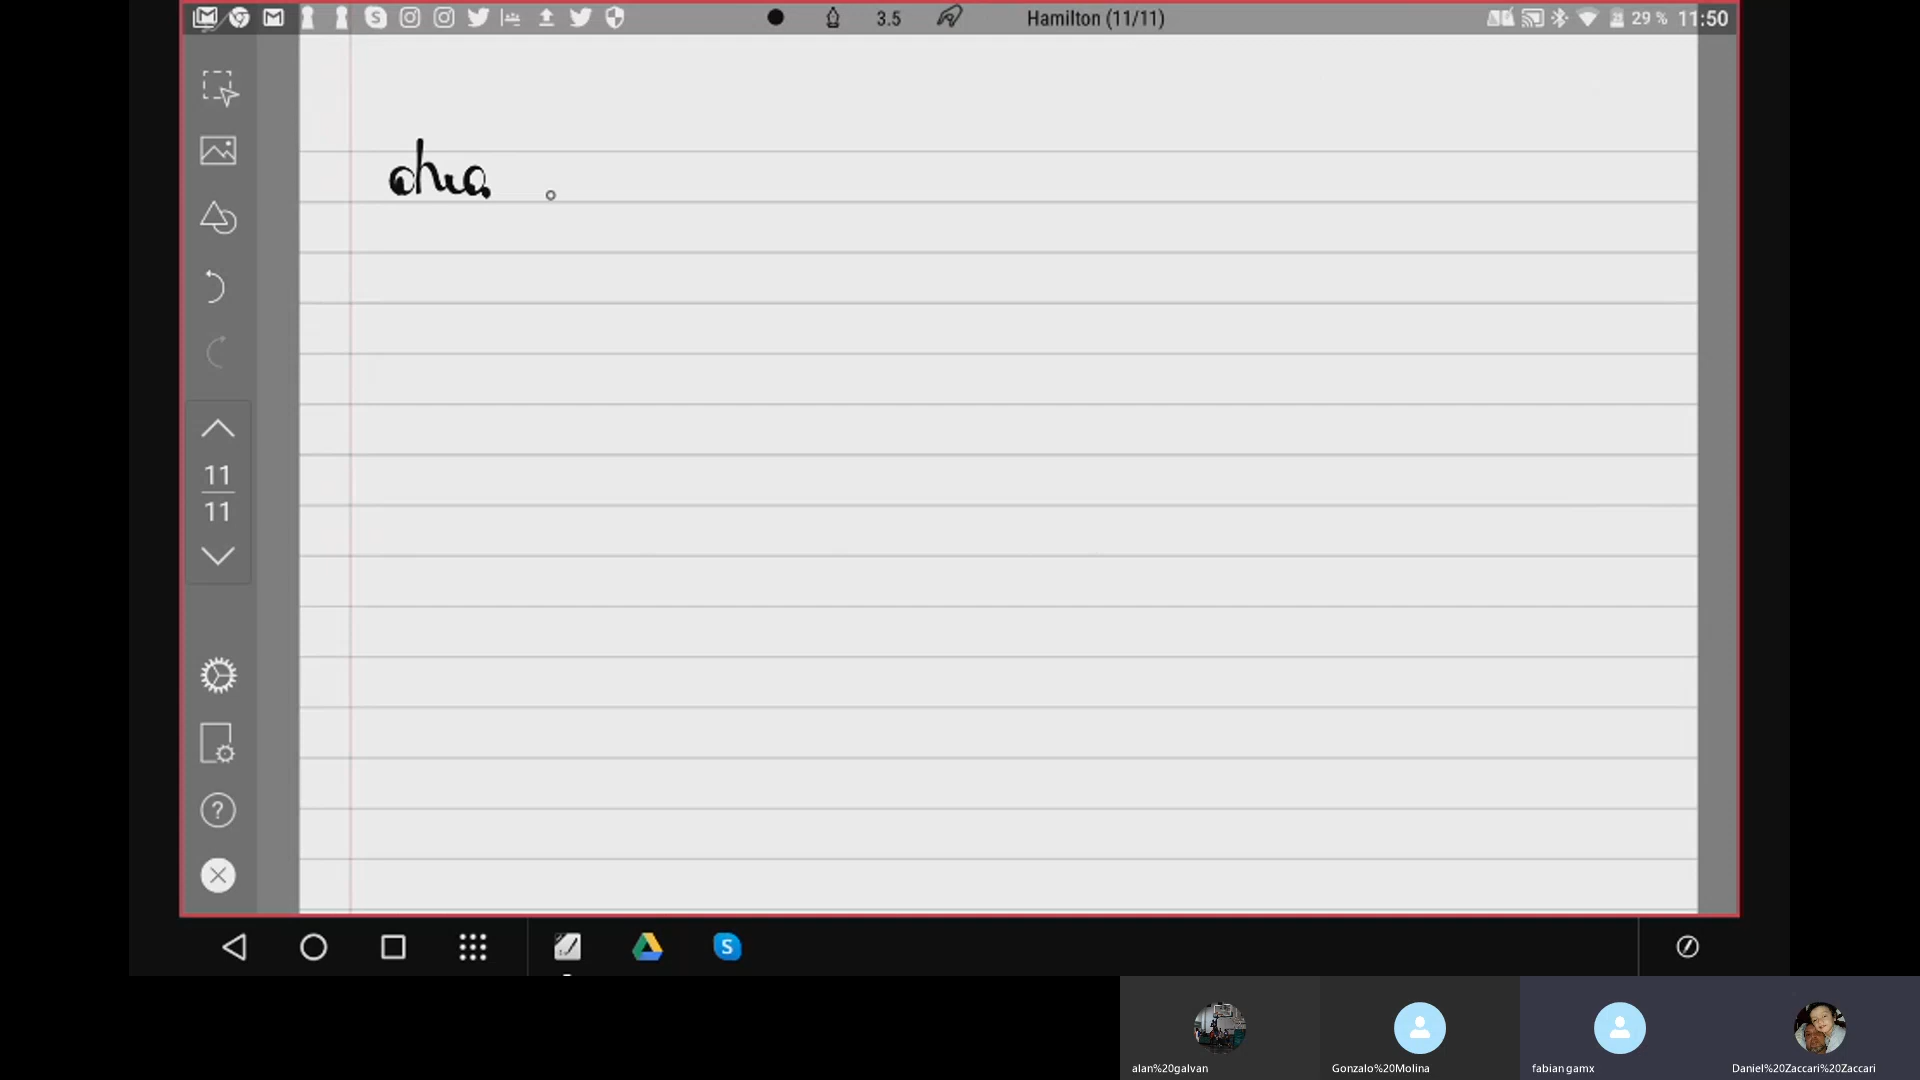 3.5 Hamilton (11/11) 29 % 11:50
11
11
alan%20galvan Gonzalo%20Molina fabian gamx Daniel%20Zaccari%20Zaccari